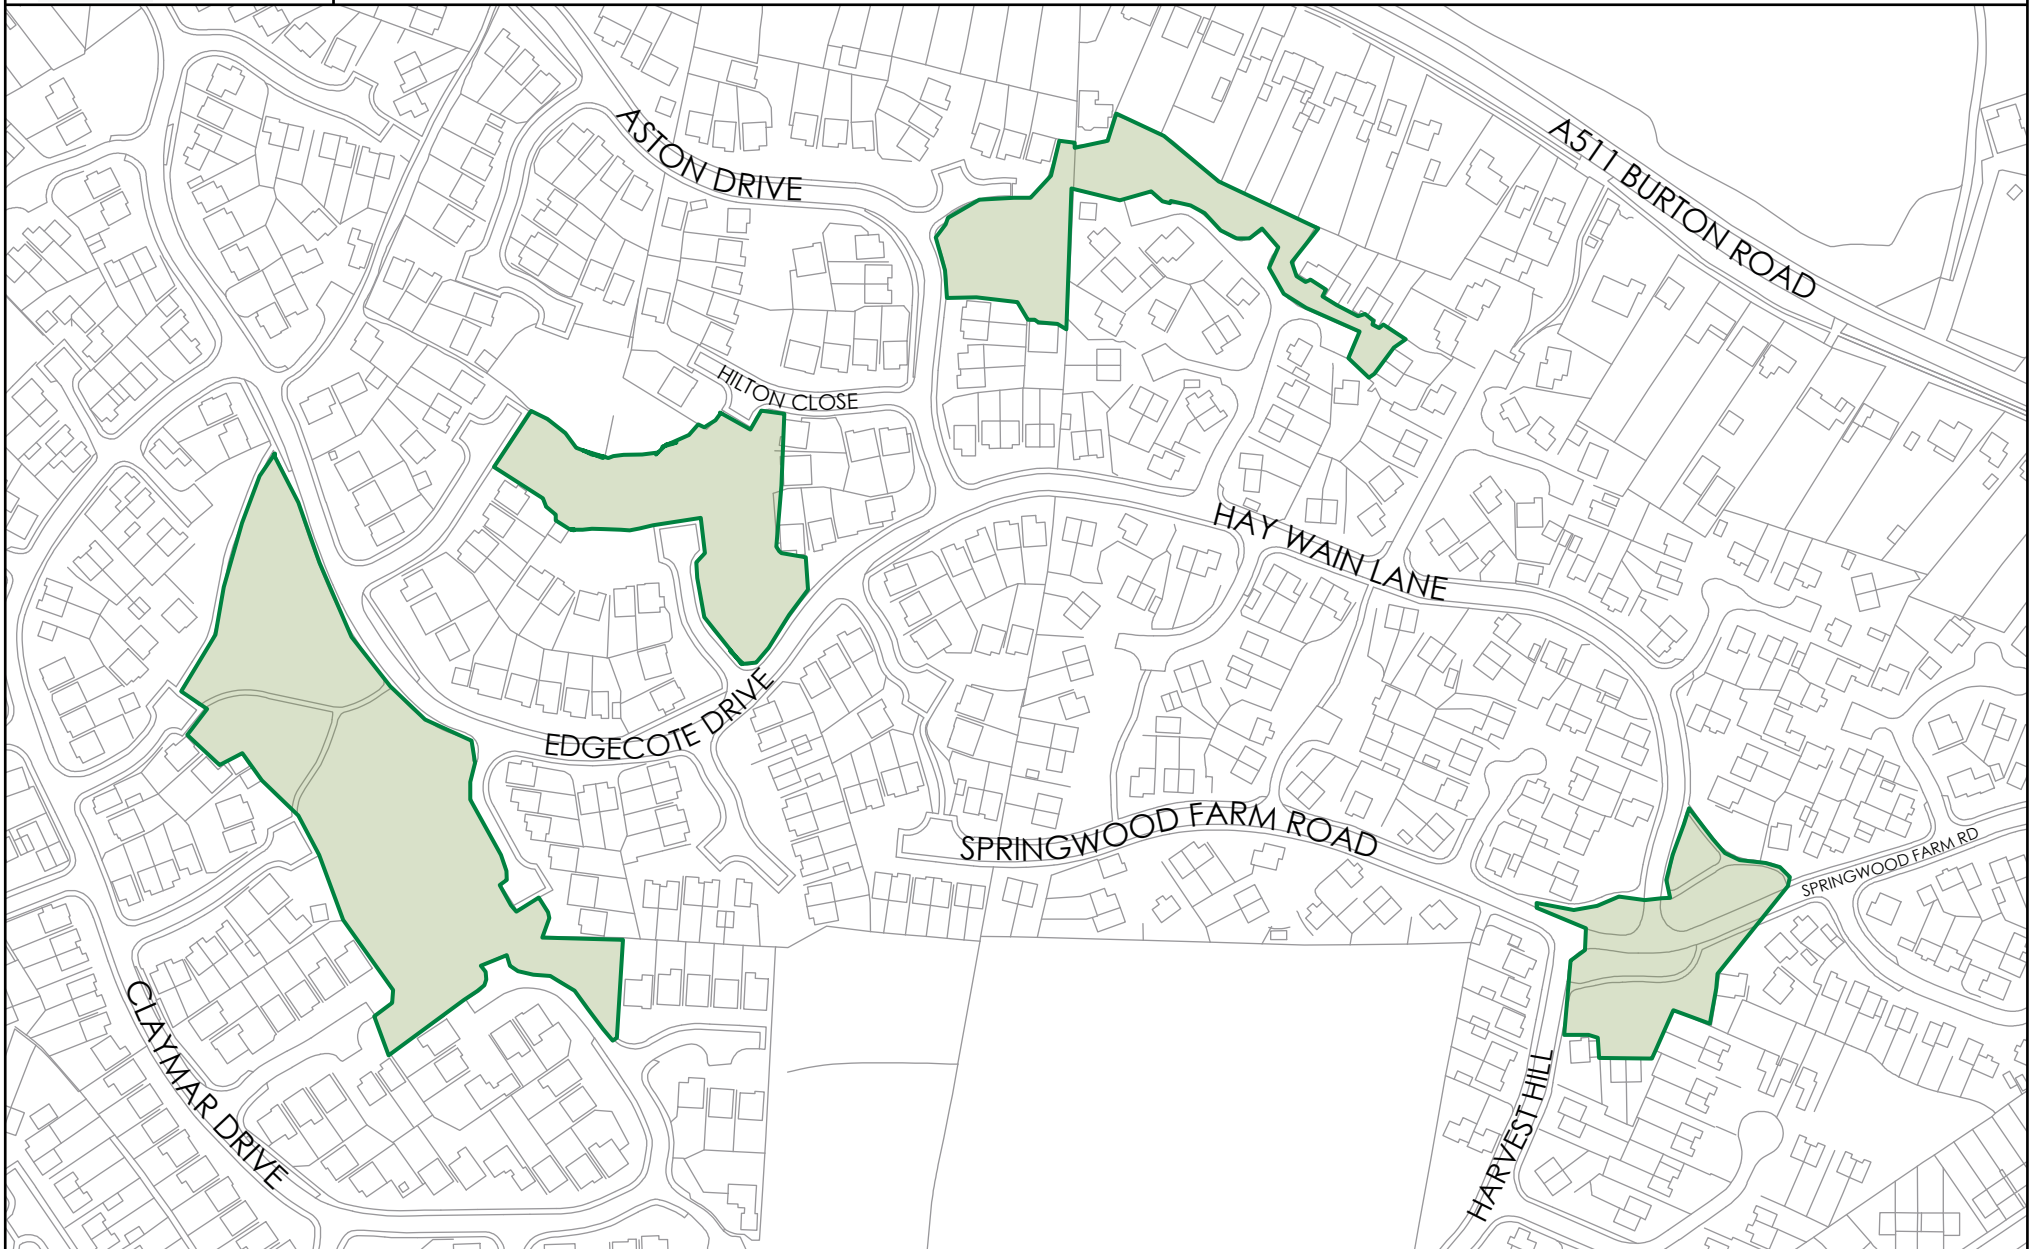 ASTON DRIVE
A511 BURTON ROAD
HILTON CLOSE
HAY WAIN LANE
EDGECOTE DRIVE
SPRINGWOOD FARM ROAD
SPRINGWOOD FARM RD
CLAYMAR DRIVE
HARVEST HILL